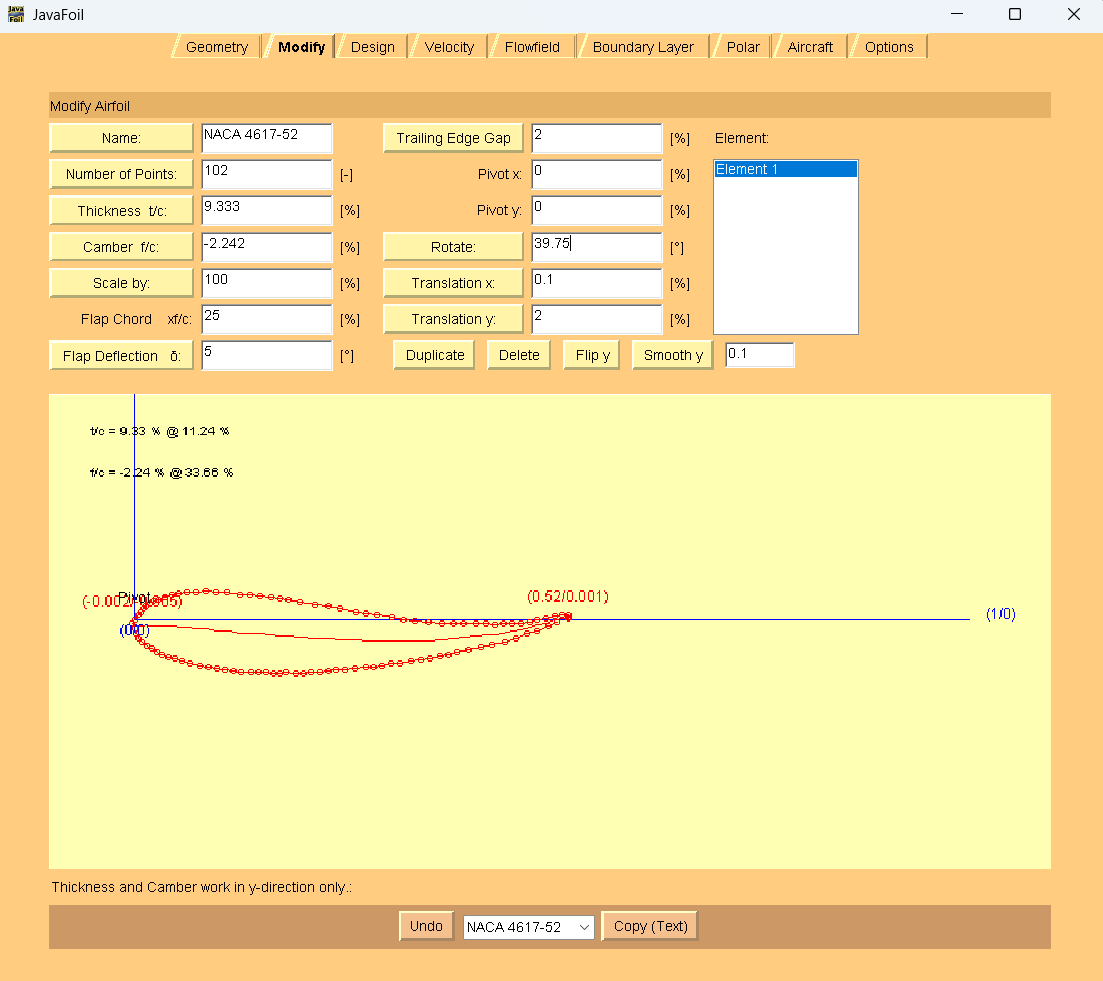 JavaFoil
Geometry Modify Design Velocity Flowfield Boundary Layer Polar Aircraft Options
Modify Airfoil
Name: NACA 4617-52 Trailing Edge Gap 2 [%] Element:
Number of Points: 102 [-] Pivot x: 0 [%] Element 1
Thickness t/c: 9.333 [%] Pivot y: 0 [%]
Camber f/c: -2.242 [%] Rotate: 39.75 [°]
Scale by: 100 [%] Translation x: 0.1 [%]
Flap Chord xf/c: 25 [%] Translation y: 2 [%]
Flap Deflection δ: 5 [°] Duplicate Delete Flip y Smooth y 0.1
t/c = 9.33 % @ 11.24 %
f/c = -2.24 % @ 33.66 %
Pivot (0.52/0.001)
(0/0) (1/0)
Thickness and Camber work in y-direction only.:
Undo NACA 4617-52 Copy (Text)